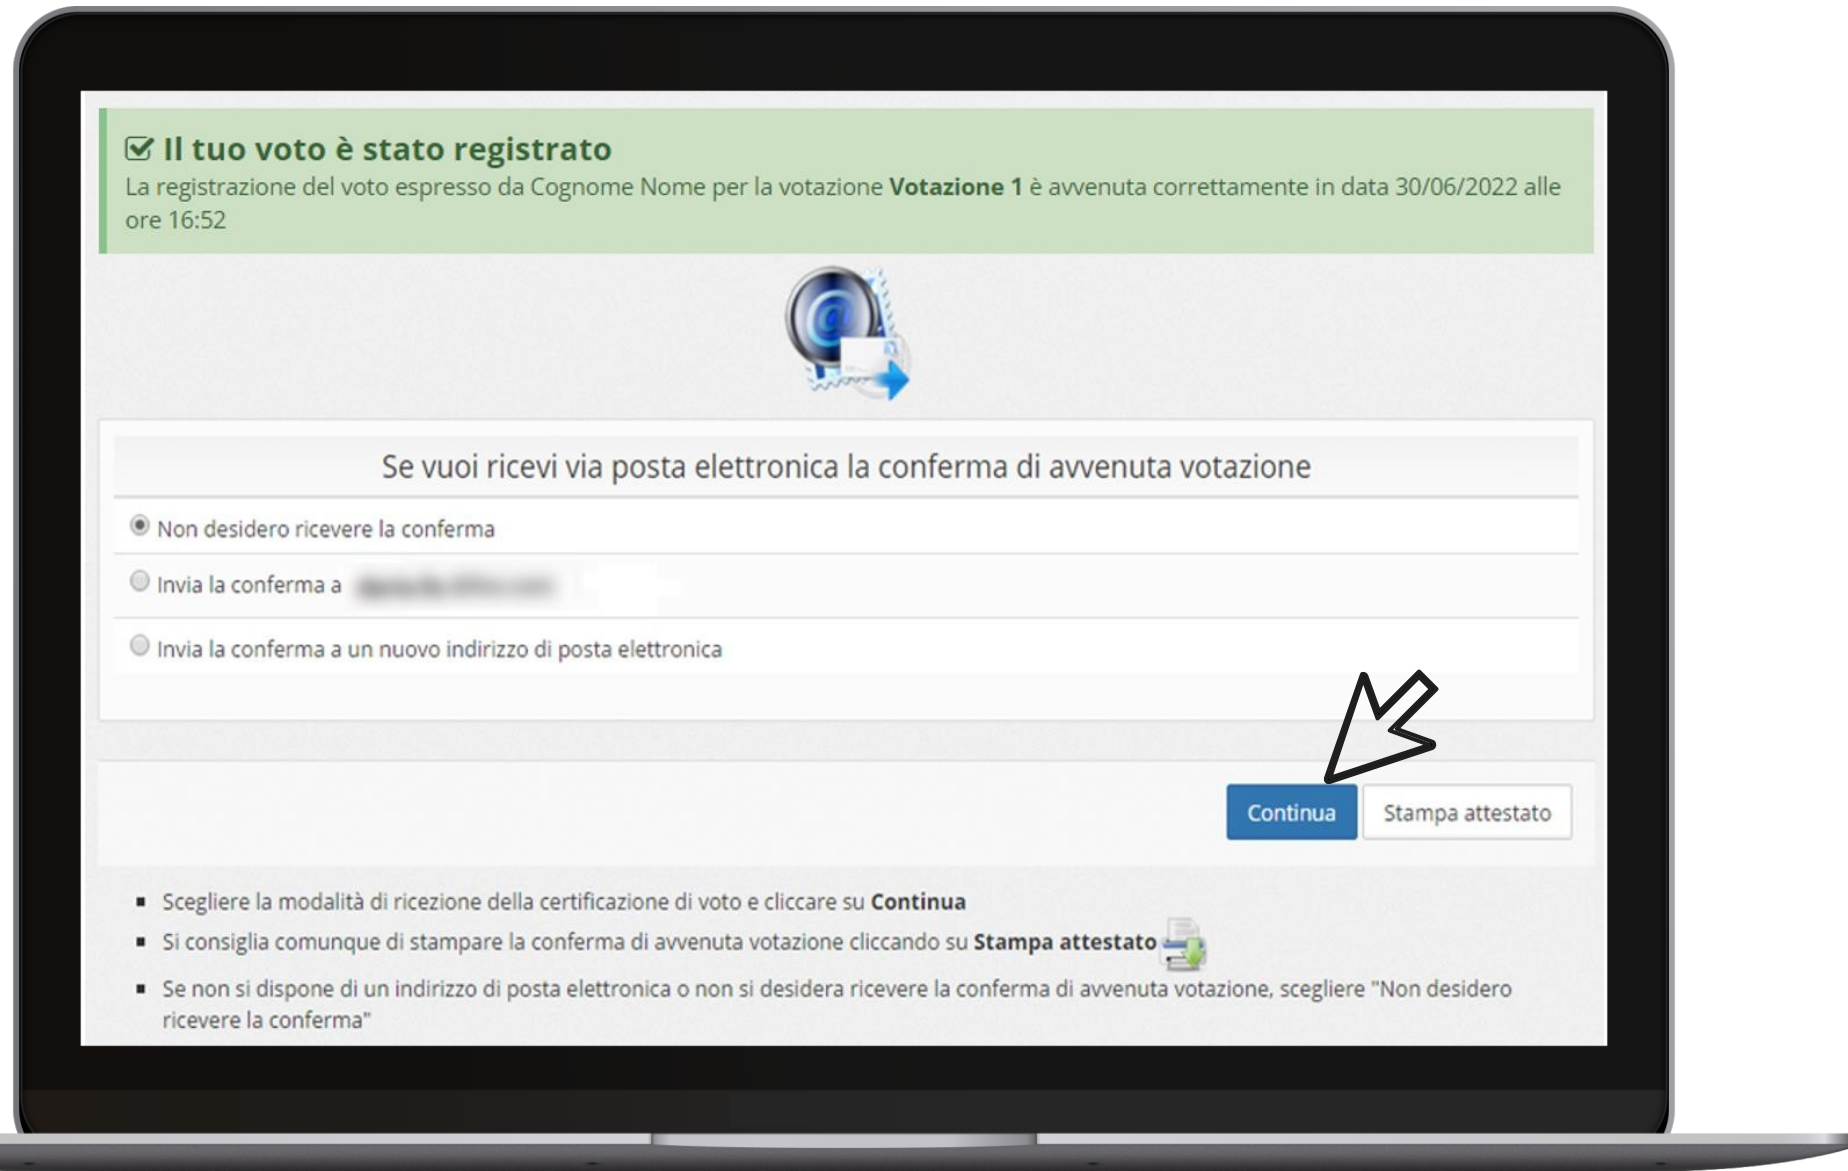 Il tuo voto è stato registrato
La registrazione del voto espresso da Cognome Nome per la votazione Votazione 1 è avvenuta correttamente in data 30/06/2022 alle
ore 16:52
@
Se vuoi ricevi via posta elettronica la conferma di avvenuta votazione
Non desidero ricevere la conferma
Invia la conferma a
Invia la conferma a un nuovo indirizzo di posta elettronica
Continua
Stampa attestato
Scegliere la modalità di ricezione della certificazione di voto e cliccare su Continua
Si consiglia comunque di stampare la conferma di avvenuta votazione cliccando su Stampa attestato
Se non si dispone di un indirizzo di posta elettronica o non si desidera ricevere la conferma di avvenuta votazione, scegliere "Non desidero
ricevere la conferma"